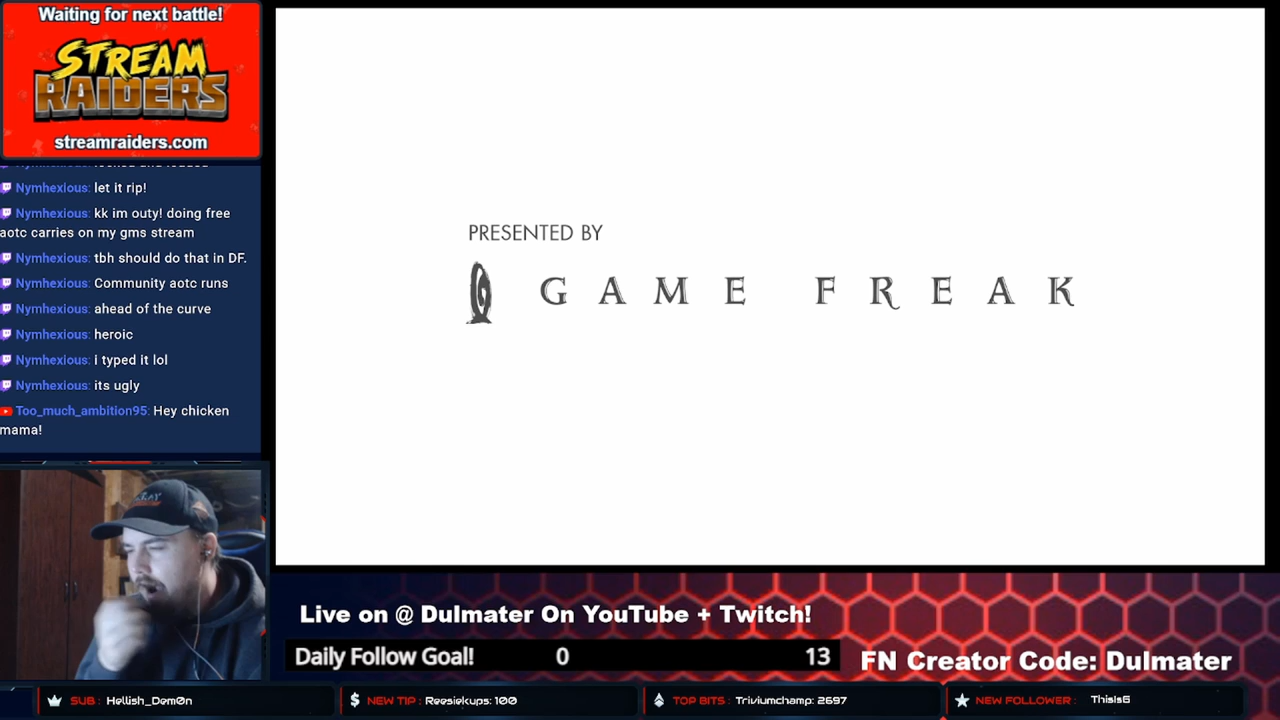 Waiting for next battle!
STREAM
RAIDERS
streamraiders.com
Nymhexious: let it rip!
Nymhexious: kk im outy! doing free
aotc carries on my gms stream
Nymhexious: tbh should do that in DF.
Nymhexious: Community aotc runs
Nymhexious: ahead of the curve
Nymhexious: heroic
Nymhexious: i typed it lol
Nymhexious: its ugly
Too_much_ambition95: Hey chicken
mama!
PRESENTED BY
GAME FREAK
Live on @ Dulmater On YouTube + Twitch!
Daily Follow Goal! 0 13
FN Creator Code: Dulmater
SUB : Hellish_Dem0n
NEW TIP : Reesiekups: 100
TOP BITS : Triviumchamp: 2697
NEW FOLLOWER : ThisIsG